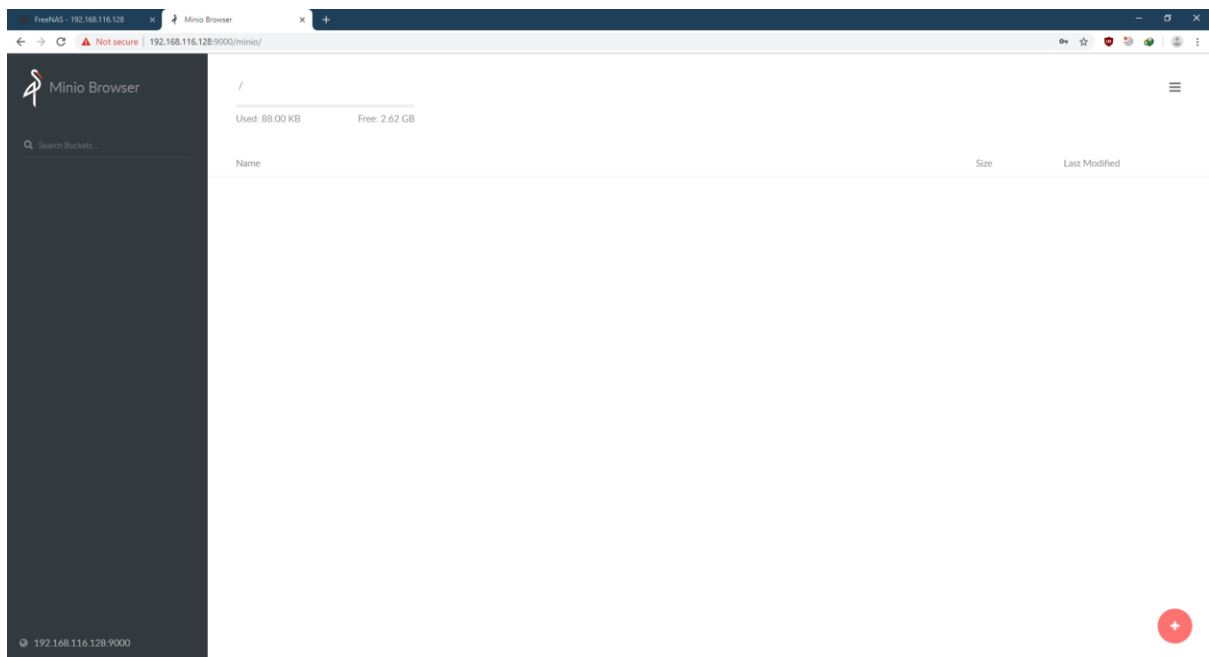 FreeNAS - 192.168.116.128
Minio Browser
Not secure | 192.168.116.128:9000/minio/
Minio Browser
/
Used: 88.00 KB Free: 2.62 GB
Search Buckets...
Name Size Last Modified
192.168.116.128:9000